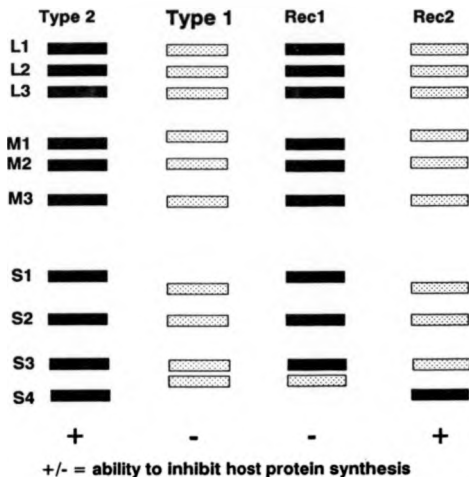 Type 2 Type 1 Rec1 Rec2
L1
L2
L3
M1
M2
M3
S1
S2
S3
S4
+ - - +
+/- = ability to inhibit host protein synthesis